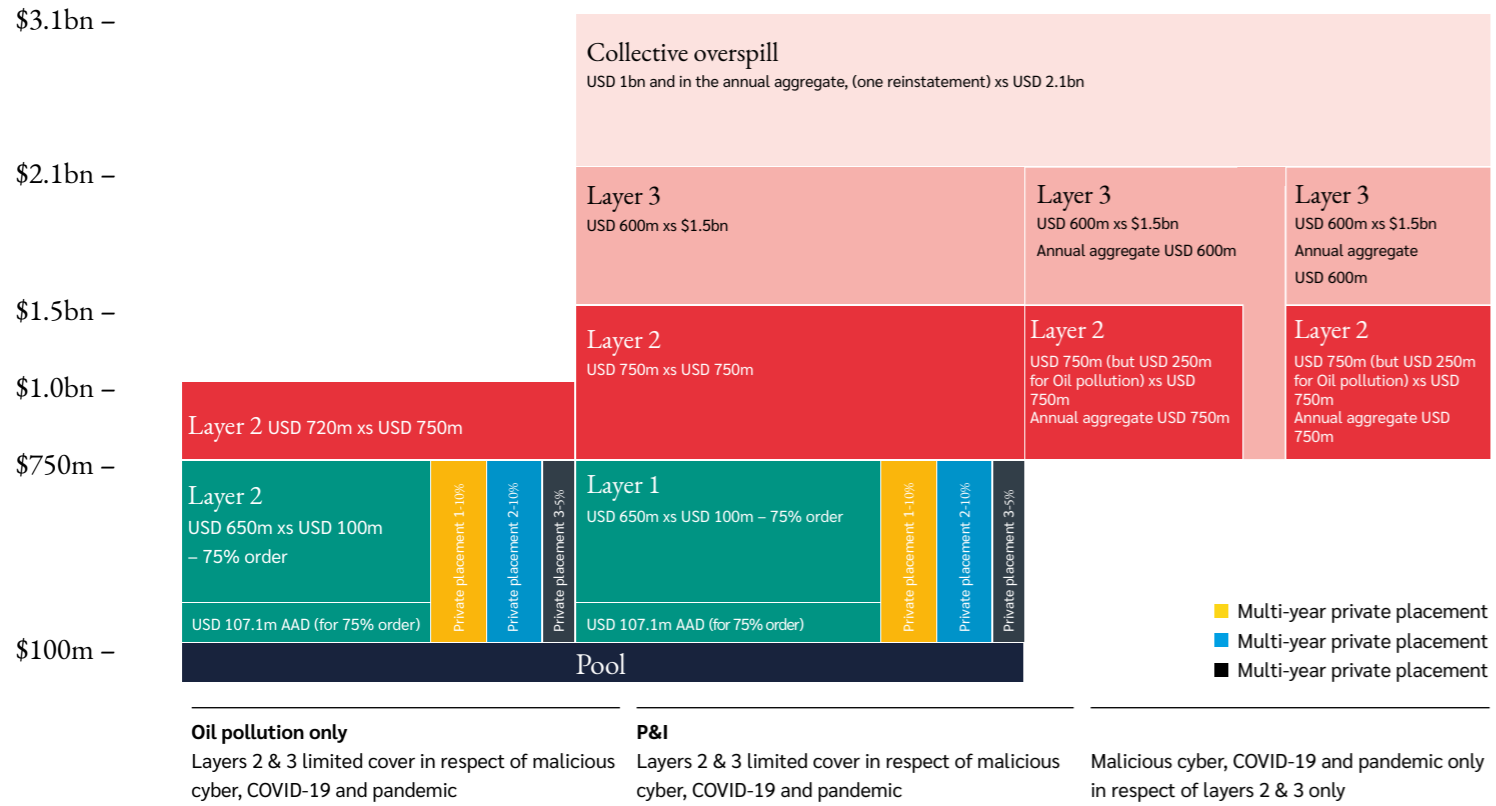 $3.1bn –
Collective overspill
USD 1bn and in the annual aggregate, (one reinstatement) xs USD 2.1bn
$2.1bn –
Layer 3
USD 600m xs $1.5bn
Layer 3
USD 600m xs $1.5bn
Annual aggregate USD 600m
Layer 3
USD 600m xs $1.5bn
Annual aggregate
USD 600m
$1.5bn –
Layer 2
USD 750m xs USD 750m
Layer 2
USD 750m (but USD 250m
for Oil pollution) xs USD
750m
Annual aggregate USD 750m
Layer 2
USD 750m (but USD 250m
for Oil pollution) xs USD
750m
Annual aggregate USD
750m
$1.0bn –
Layer 2 USD 720m xs USD 750m
$750m –
Layer 2
USD 650m xs USD 100m
– 75% order
USD 107.1m AAD (for 75% order)
Private placement 1-10%
Private placement 2-10%
Private placement 3-5%
Layer 1
USD 650m xs USD 100m – 75% order
USD 107.1m AAD (for 75% order)
Private placement 1-10%
Private placement 2-10%
Private placement 3-5%
$100m –
Pool
Multi-year private placement
Multi-year private placement
Multi-year private placement
Oil pollution only
Layers 2 & 3 limited cover in respect of malicious
cyber, COVID-19 and pandemic
P&I
Layers 2 & 3 limited cover in respect of malicious
cyber, COVID-19 and pandemic
Malicious cyber, COVID-19 and pandemic only
in respect of layers 2 & 3 only